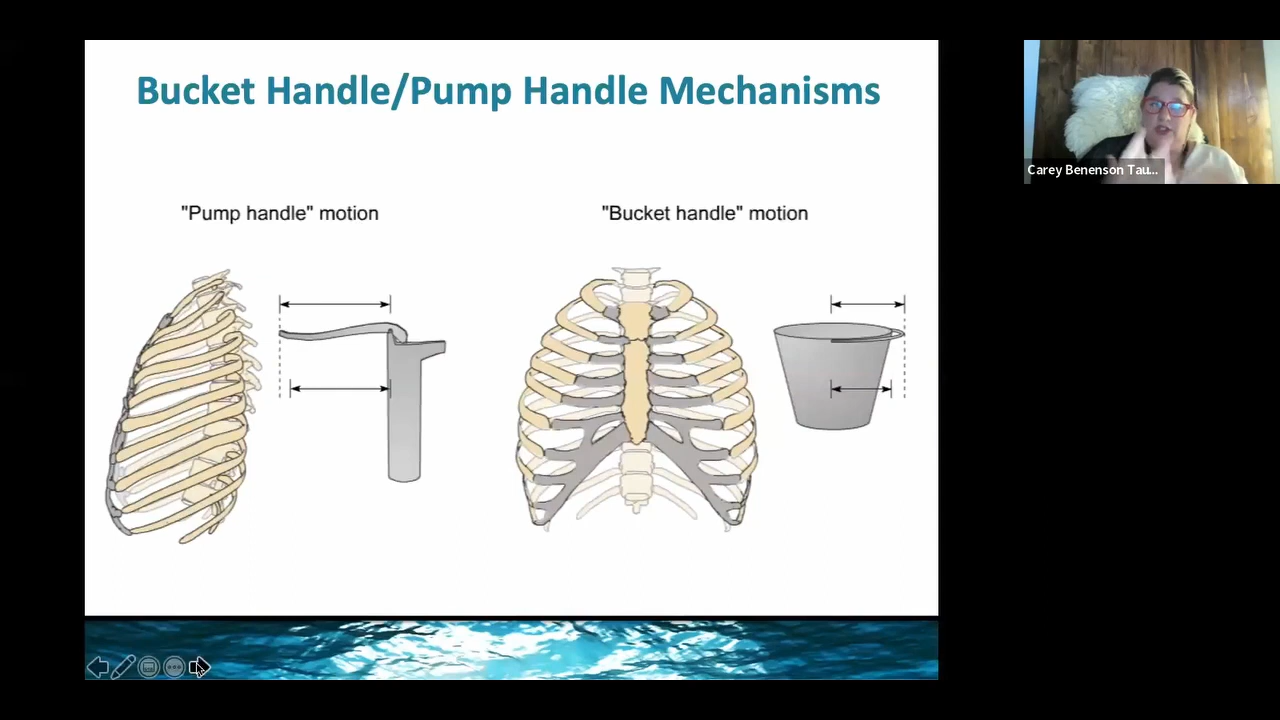 Bucket Handle/Pump Handle Mechanisms
"Pump handle" motion
"Bucket handle" motion
Carey Benenson Tau...